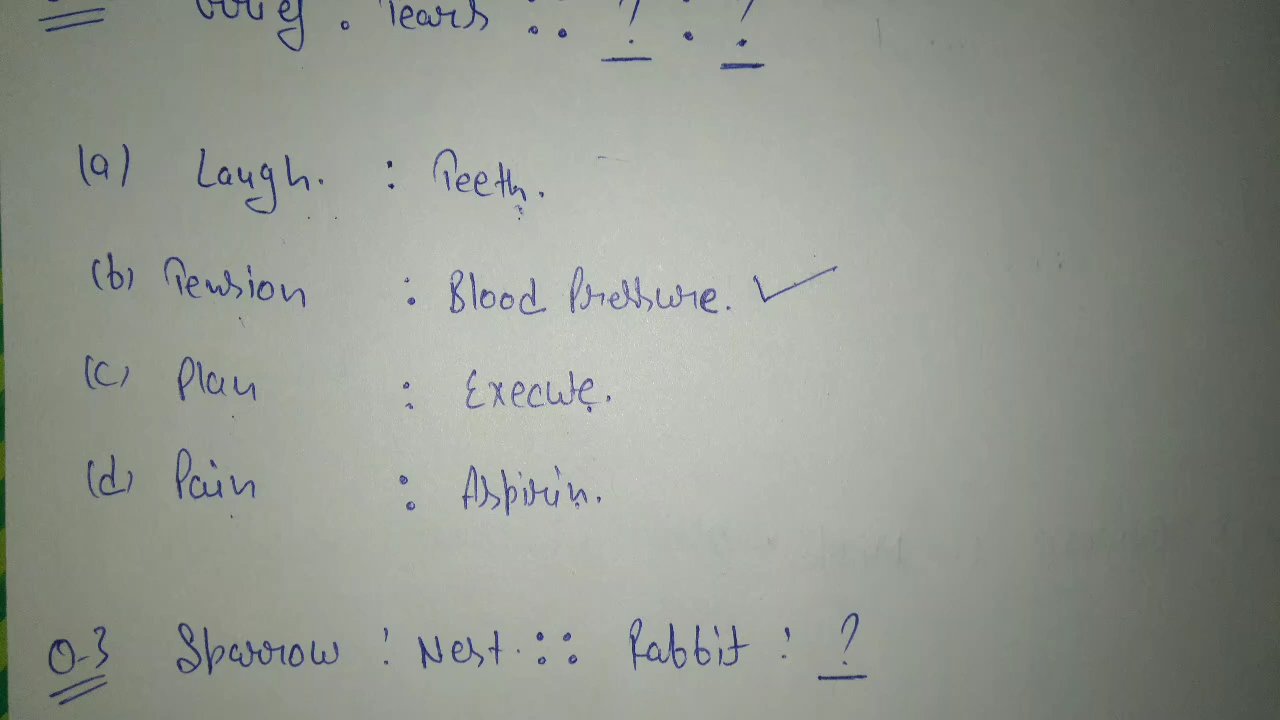 : Tears :: ? : ?
(a) Laugh. : Teeth.
(b) Tension : Blood Pressure. ✓
(c) Plan : Execute.
(d) Pain : Aspirin.
Q-3 Sparrow : Nest :: Rabbit : ?